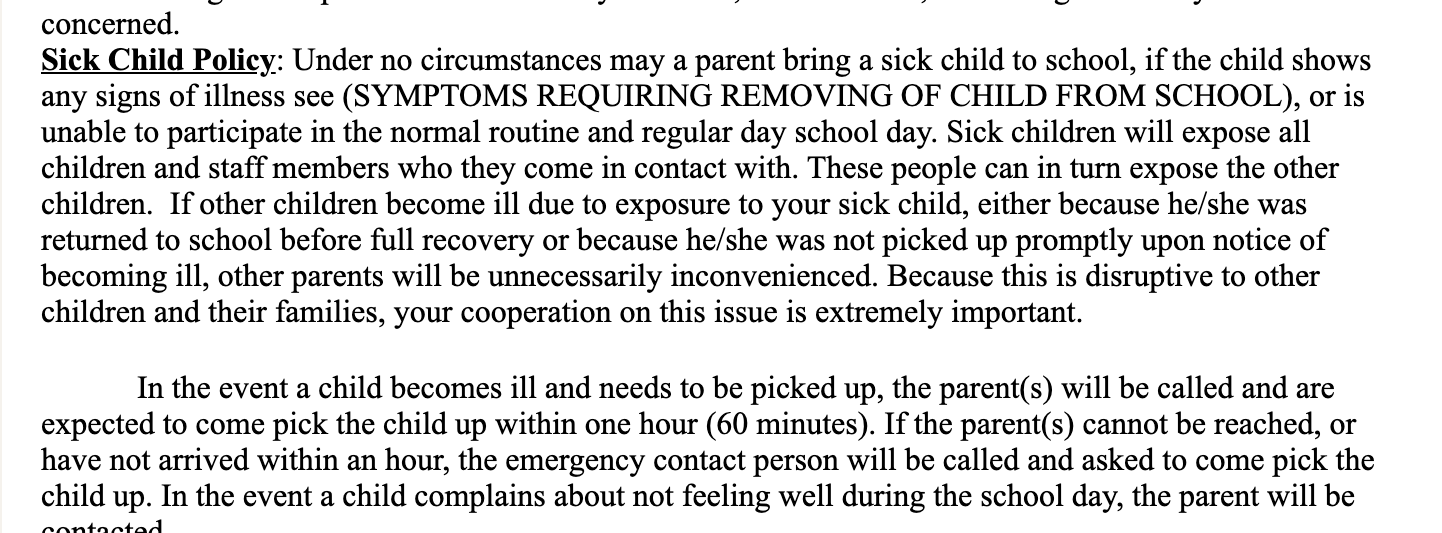 concerned.
Sick Child Policy: Under no circumstances may a parent bring a sick child to school, if the child shows
any signs of illness see (SYMPTOMS REQUIRING REMOVING OF CHILD FROM SCHOOL), or is
unable to participate in the normal routine and regular day school day. Sick children will expose all
children and staff members who they come in contact with. These people can in turn expose the other
children.  If other children become ill due to exposure to your sick child, either because he/she was
returned to school before full recovery or because he/she was not picked up promptly upon notice of
becoming ill, other parents will be unnecessarily inconvenienced. Because this is disruptive to other
children and their families, your cooperation on this issue is extremely important.
In the event a child becomes ill and needs to be picked up, the parent(s) will be called and are
expected to come pick the child up within one hour (60 minutes). If the parent(s) cannot be reached, or
have not arrived within an hour, the emergency contact person will be called and asked to come pick the
child up. In the event a child complains about not feeling well during the school day, the parent will be
contacted.